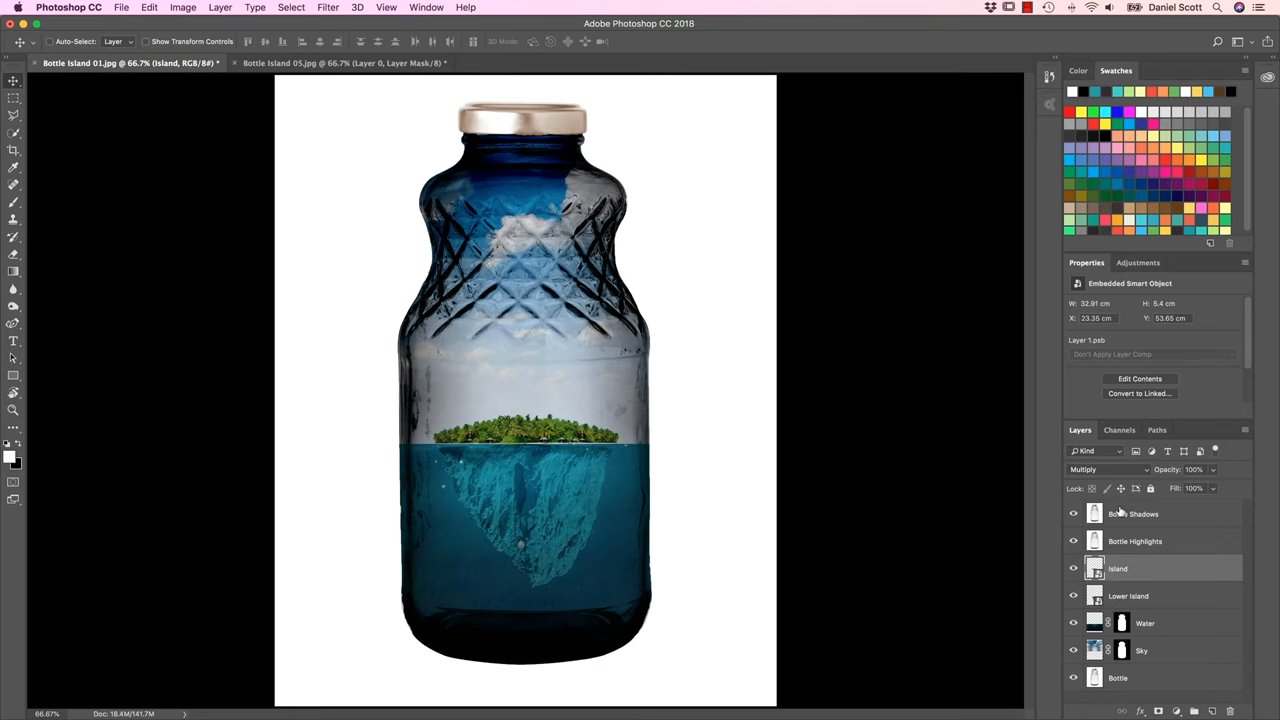 Photoshop CC File Edit Image Layer Type Select Filter 3D View Window Help Daniel Scott
Adobe Photoshop CC 2018
Auto-Select: Layer Show Transform Controls 3D Mode:
× Bottle Island 01.jpg @ 66.7% (Island, RGB/8#) * × Bottle Island 05.jpg @ 66.7% (Layer 0, Layer Mask/8) *
Color Swatches
Properties Adjustments
Embedded Smart Object
W: 32.91 cm H: 5.4 cm
X: 23.35 cm Y: 53.65 cm
Layer 1.psb
Don't Apply Layer Comp
Edit Contents
Convert to Linked...
Layers Channels Paths
Kind
Multiply Opacity: 100%
Lock: Fill: 100%
Shadows
Bottle Highlights
Island
Lower Island
Water
Sky
Bottle
66.67% Doc: 18.4M/141.7M